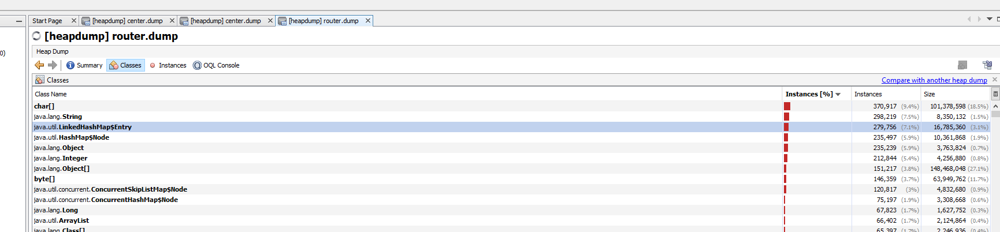 Start Page [heapdump] center.dump [heapdump] center.dump [heapdump] router.dump
[heapdump] router.dump
0)
Heap Dump
Summary Classes Instances OQL Console
Classes Compare with another heap dump
Class Name Instances [%] Instances Size
char[] 370,917 (9.4%) 101,378,598 (18.5%)
java.lang.String 298,219 (7.5%) 8,350,132 (1.5%)
java.util.LinkedHashMap$Entry 279,756 (7.1%) 16,785,360 (3.1%)
java.util.HashMap$Node 235,497 (5.9%) 10,361,868 (1.9%)
java.lang.Object 235,239 (5.9%) 3,763,824 (0.7%)
java.lang.Integer 212,844 (5.4%) 4,256,880 (0.8%)
java.lang.Object[] 151,217 (3.8%) 148,468,048 (27.1%)
byte[] 146,359 (3.7%) 63,949,762 (11.7%)
java.util.concurrent.ConcurrentSkipListMap$Node 120,817 (3%) 4,832,680 (0.9%)
java.util.concurrent.ConcurrentHashMap$Node 75,197 (1.9%) 3,308,668 (0.6%)
java.lang.Long 67,823 (1.7%) 1,627,752 (0.3%)
java.util.ArrayList 66,402 (1.7%) 2,124,864 (0.4%)
java.lang.Class[] 65,397 (1.7%) 2,246,936 (0.4%)